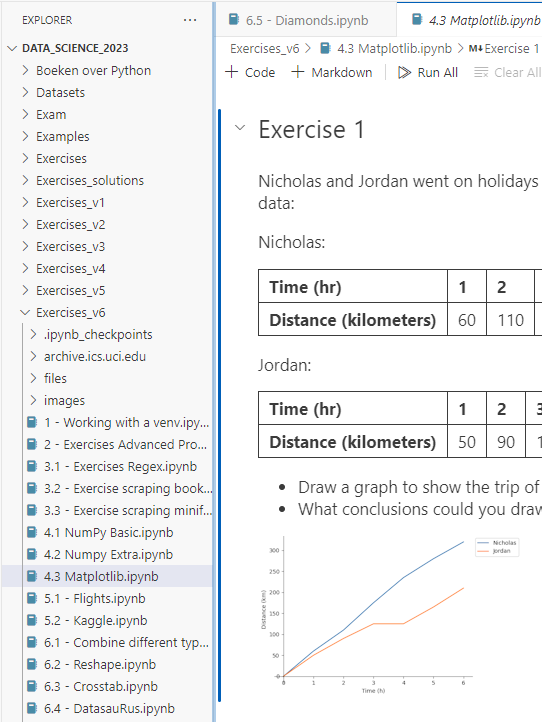 EXPLORER
DATA_SCIENCE_2023
Boeken over Python
Datasets
Exam
Examples
Exercises
Exercises_solutions
Exercises_v1
Exercises_v2
Exercises_v3
Exercises_v4
Exercises_v5
Exercises_v6
.ipynb_checkpoints
archive.ics.uci.edu
files
images
1 - Working with a venv.ipy...
2 - Exercises Advanced Pro...
3.1 - Exercises Regex.ipynb
3.2 - Exercise scraping book...
3.3 - Exercise scraping minif...
4.1 NumPy Basic.ipynb
4.2 Numpy Extra.ipynb
4.3 Matplotlib.ipynb
5.1 - Flights.ipynb
5.2 - Kaggle.ipynb
6.1 - Combine different typ...
6.2 - Reshape.ipynb
6.3 - Crosstab.ipynb
6.4 - DatasauRus.ipynb
6.5 - Diamonds.ipynb 4.3 Matplotlib.ipynb
Exercises_v6 > 4.3 Matplotlib.ipynb > M↓ Exercise 1
+ Code + Markdown Run All Clear All
Exercise 1
Nicholas and Jordan went on holidays
data:
Nicholas:
Time (hr) 1 2
Distance (kilometers) 60 110
Jordan:
Time (hr) 1 2 3
Distance (kilometers) 50 90 1
• Draw a graph to show the trip of
• What conclusions could you draw
Nicholas
Jordan
Distance (km)
300
250
200
150
100
50
0
0 1 2 3 4 5 6
Time (h)